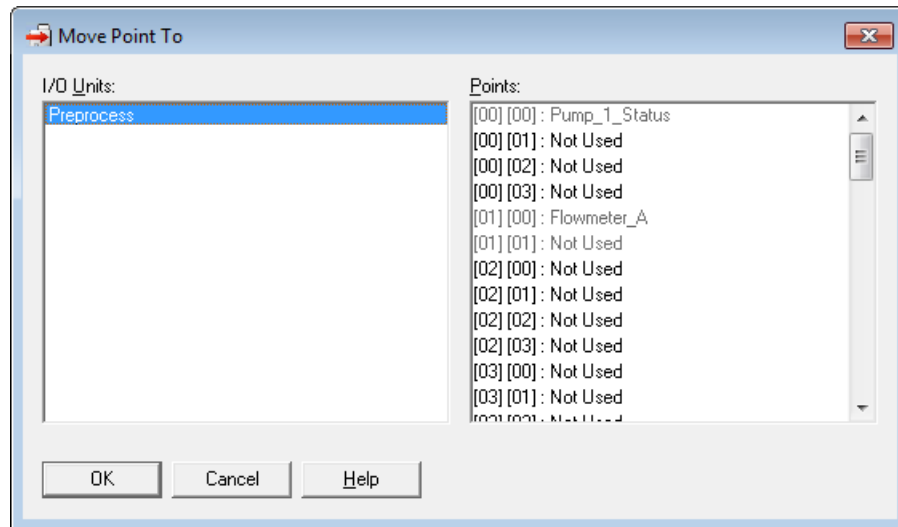 Move Point To
I/O Units:
Preprocess
Points:
[00] [00] : Pump_1_Status
[00] [01] : Not Used
[00] [02] : Not Used
[00] [03] : Not Used
[01] [00] : Flowmeter_A
[01] [01] : Not Used
[02] [00] : Not Used
[02] [01] : Not Used
[02] [02] : Not Used
[02] [03] : Not Used
[03] [00] : Not Used
[03] [01] : Not Used
OK Cancel Help